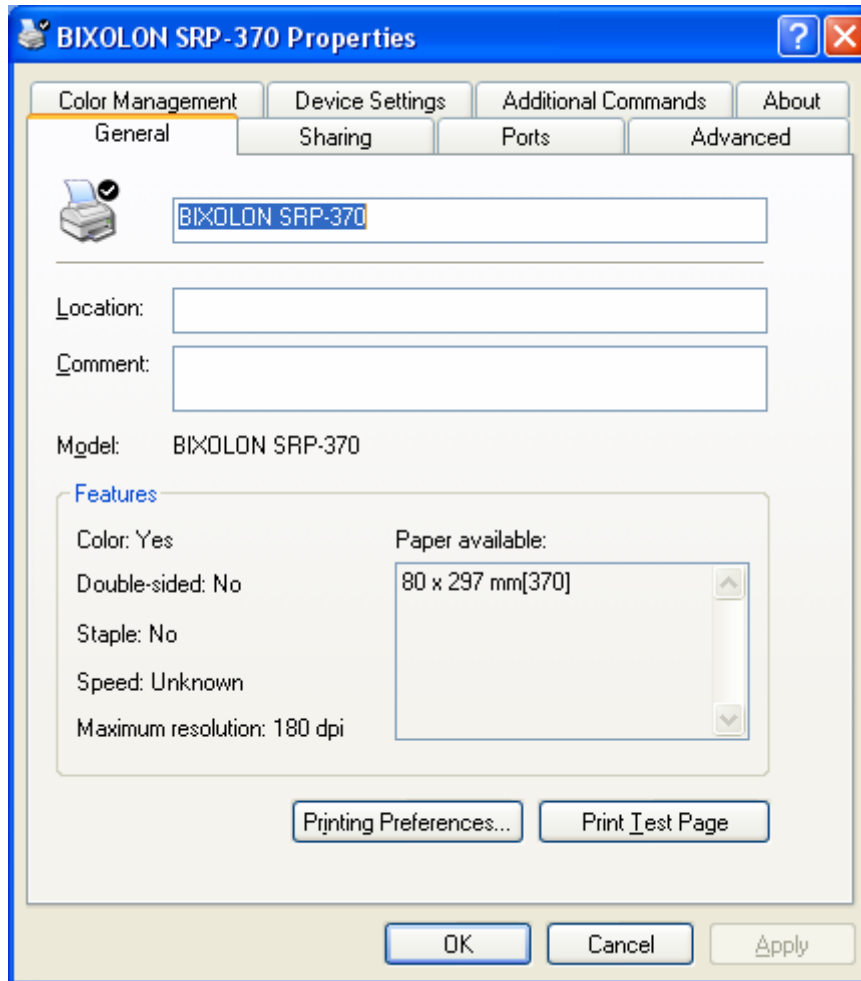 BIXOLON SRP-370 Properties
?
Color Management Device Settings Additional Commands About
General Sharing Ports Advanced
BIXOLON SRP-370
Location:
Comment:
Model: BIXOLON SRP-370
Features
Color: Yes Paper available:
Double-sided: No 80 x 297 mm[370]
Staple: No
Speed: Unknown
Maximum resolution: 180 dpi
Printing Preferences... Print Test Page
OK Cancel Apply